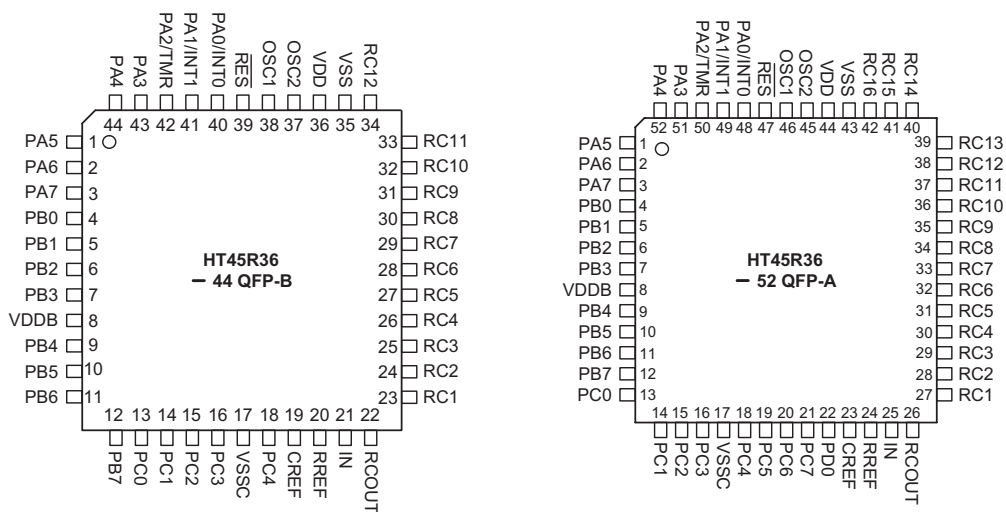 PA4
PA3
PA2/TMR
PA1/INT1
PA0/INT0
RES
OSC1
OSC2
VDD
VSS
RC12
44
43
42
41
40
39
38
37
36
35
34
PA5 1
PA6 2
PA7 3
PB0 4
PB1 5
PB2 6
PB3 7
VDDB 8
PB4 9
PB5 10
PB6 11
33 RC11
32 RC10
31 RC9
30 RC8
29 RC7
28 RC6
27 RC5
26 RC4
25 RC3
24 RC2
23 RC1
HT45R36
– 44 QFP-B
12
13
14
15
16
17
18
19
20
21
22
PB7
PC0
PC1
PC2
PC3
VSSC
PC4
CREF
RREF
IN
RCOUT
PA4
PA3
PA2/TMR
PA1/INT1
PA0/INT0
RES
OSC1
OSC2
VDD
VSS
RC16
RC15
RC14
52
51
50
49
48
47
46
45
44
43
42
41
40
PA5 1
PA6 2
PA7 3
PB0 4
PB1 5
PB2 6
PB3 7
VDDB 8
PB4 9
PB5 10
PB6 11
PB7 12
PC0 13
39 RC13
38 RC12
37 RC11
36 RC10
35 RC9
34 RC8
33 RC7
32 RC6
31 RC5
30 RC4
29 RC3
28 RC2
27 RC1
HT45R36
– 52 QFP-A
14
15
16
17
18
19
20
21
22
23
24
25
26
PC1
PC2
PC3
VSSC
PC4
PC5
PC6
PC7
PD0
CREF
RREF
IN
RCOUT